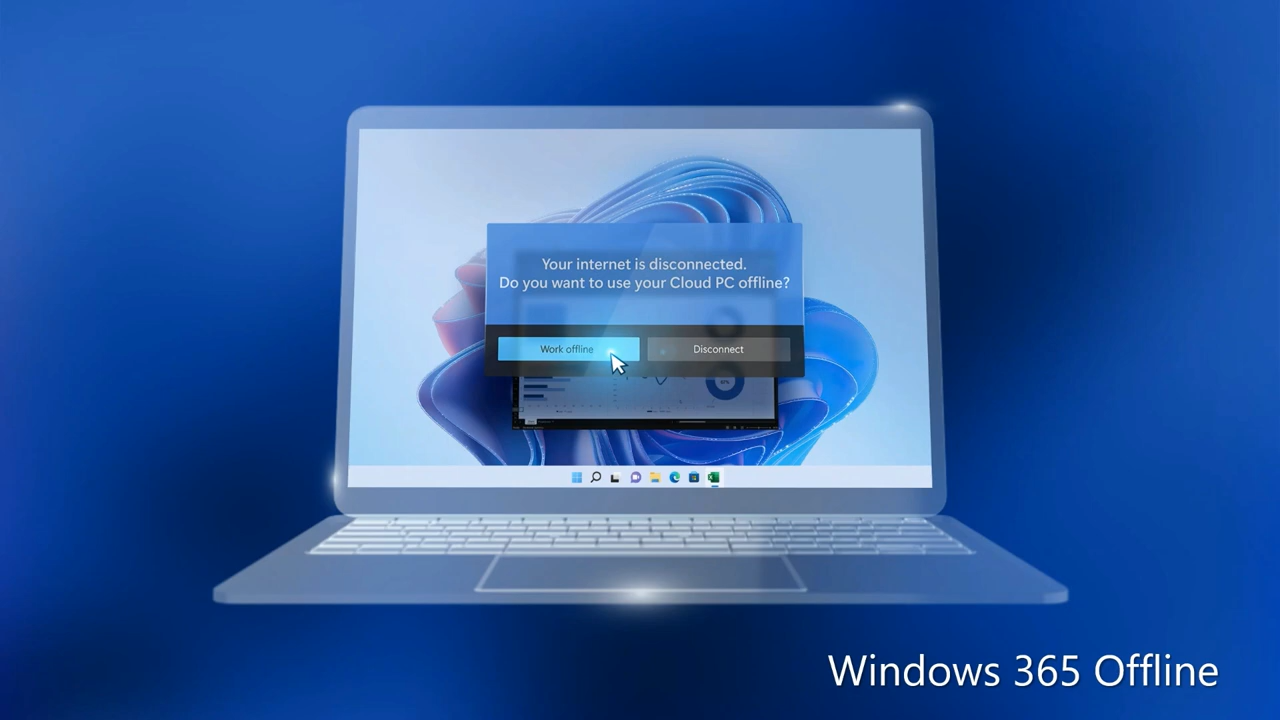 Your internet is disconnected.
Do you want to use your Cloud PC offline?
Work offline
Disconnect
Windows 365 Offline